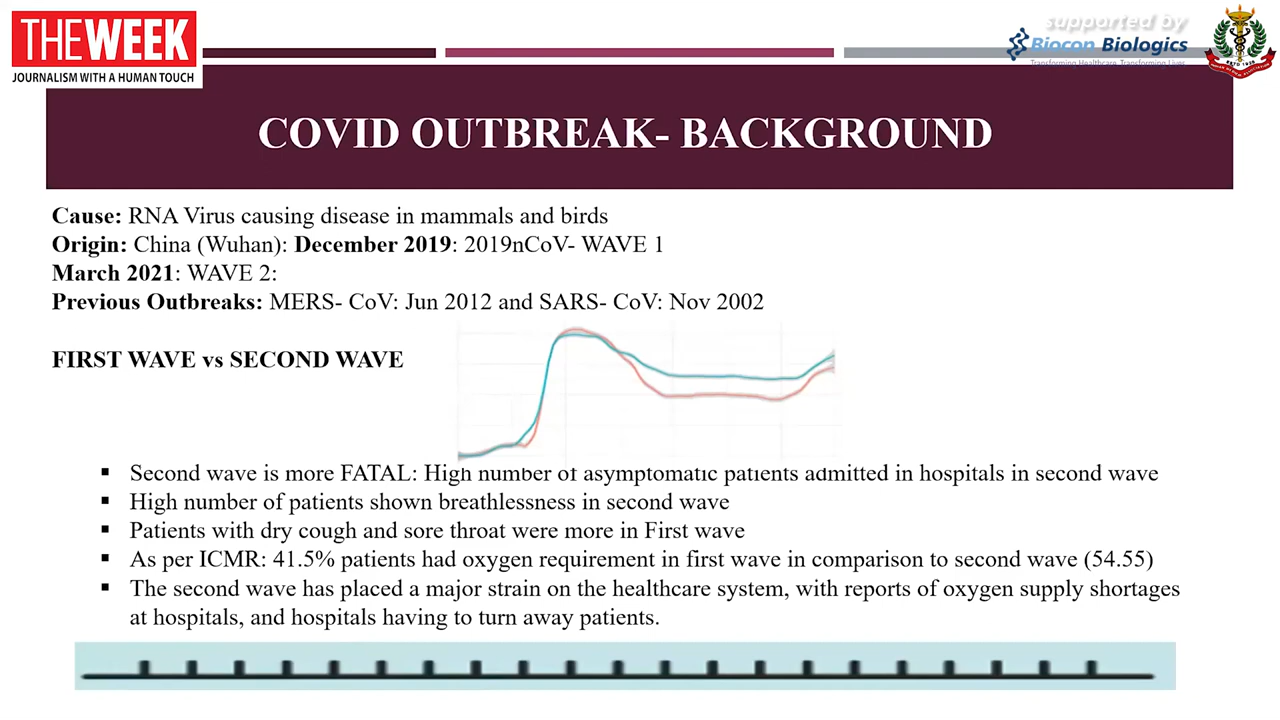 THE WEEK
JOURNALISM WITH A HUMAN TOUCH
supported by
Biocon Biologics
Transforming Healthcare. Transforming Lives.
COVID OUTBREAK- BACKGROUND
Cause: RNA Virus causing disease in mammals and birds
Origin: China (Wuhan): December 2019: 2019nCoV- WAVE 1
March 2021: WAVE 2:
Previous Outbreaks: MERS- CoV: Jun 2012 and SARS- CoV: Nov 2002
FIRST WAVE vs SECOND WAVE
▪ Second wave is more FATAL: High number of asymptomatic patients admitted in hospitals in second wave
▪ High number of patients shown breathlessness in second wave
▪ Patients with dry cough and sore throat were more in First wave
▪ As per ICMR: 41.5% patients had oxygen requirement in first wave in comparison to second wave (54.55)
▪ The second wave has placed a major strain on the healthcare system, with reports of oxygen supply shortages
at hospitals, and hospitals having to turn away patients.